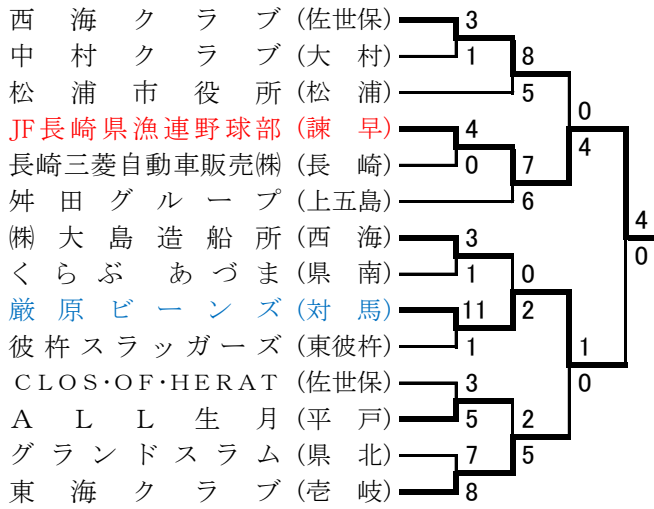 西海クラブ (佐世保) 3
中村クラブ (大村) 1 8
松浦市役所 (松浦) 5
0
JF長崎県漁連野球部 (諫早) 4 4
長崎三菱自動車販売㈱ (長崎) 0 7
舛田グループ (上五島) 6
4
㈱大島造船所 (西海) 3 0
くらぶ あづま (県南) 1 0
厳原ビーンズ (対馬) 11 2
彼杵スラッガーズ (東彼杵) 1 1
CLOS·OF·HERAT (佐世保) 3 0
ALL生月 (平戸) 5 2
グランドスラム (県北) 7 5
東海クラブ (壱岐) 8